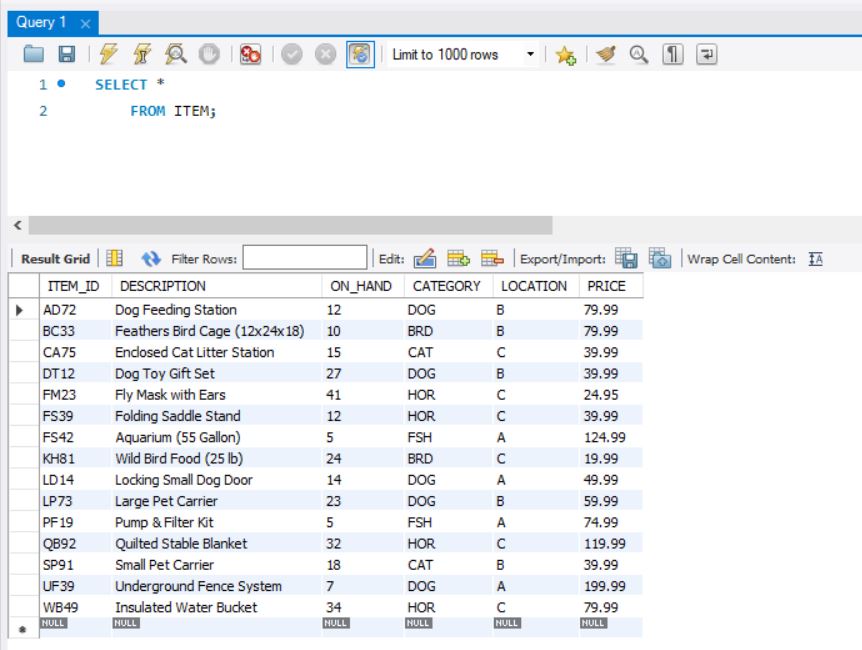 Query 1
Limit to 1000 rows
1 SELECT *
2 FROM ITEM;
Result Grid Filter Rows: Edit: Export/Import: Wrap Cell Content:
ITEM_ID DESCRIPTION ON_HAND CATEGORY LOCATION PRICE
AD72 Dog Feeding Station 12 DOG B 79.99
BC33 Feathers Bird Cage (12x24x18) 10 BRD B 79.99
CA75 Enclosed Cat Litter Station 15 CAT C 39.99
DT12 Dog Toy Gift Set 27 DOG B 39.99
FM23 Fly Mask with Ears 41 HOR C 24.95
FS39 Folding Saddle Stand 12 HOR C 39.99
FS42 Aquarium (55 Gallon) 5 FSH A 124.99
KH81 Wild Bird Food (25 lb) 24 BRD C 19.99
LD14 Locking Small Dog Door 14 DOG A 49.99
LP73 Large Pet Carrier 23 DOG B 59.99
PF19 Pump & Filter Kit 5 FSH A 74.99
QB92 Quilted Stable Blanket 32 HOR C 119.99
SP91 Small Pet Carrier 18 CAT B 39.99
UF39 Underground Fence System 7 DOG A 199.99
WB49 Insulated Water Bucket 34 HOR C 79.99
NULL NULL NULL NULL NULL NULL